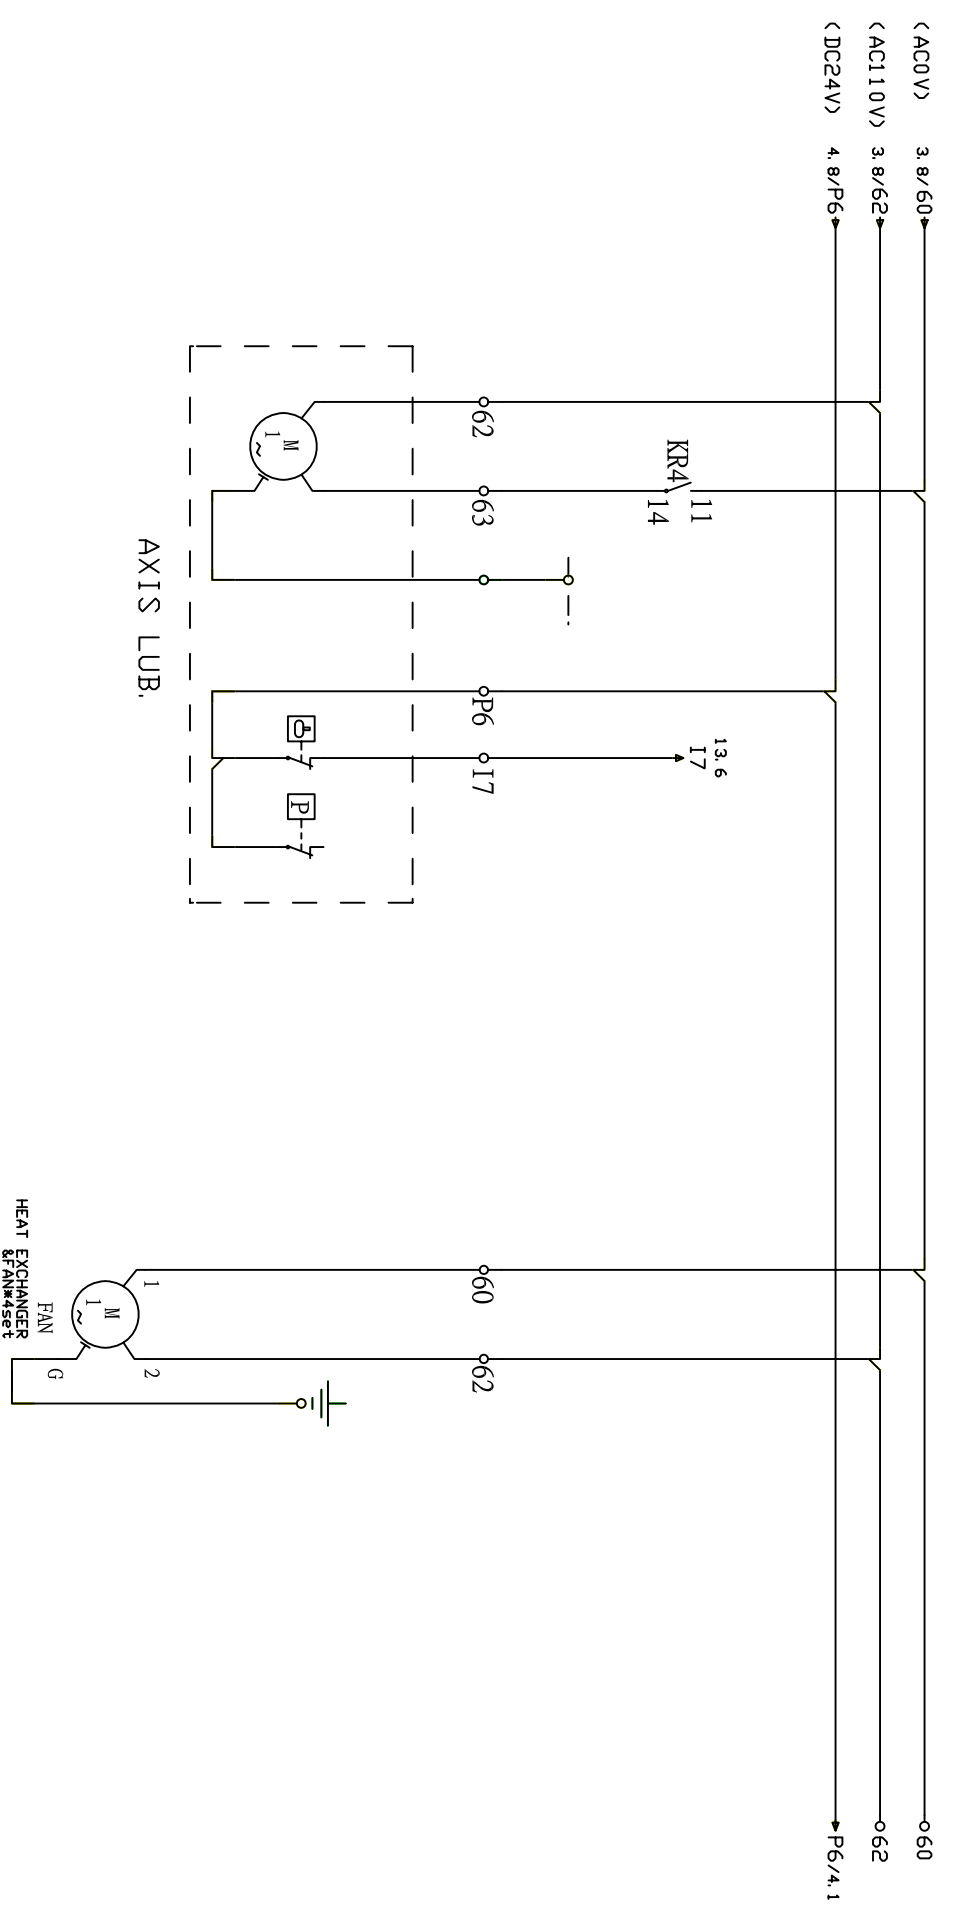 (AC0V) 3.8/60
60
(AC110V) 3.8/62
62
(DC24V) 4.8/P6
P6/4.1
13.6
I7
11
KR4
14
62
63
P6
I7
60
62
M
1~
P
AXIS LUB.
1
2
M
1~
G
FAN
HEAT EXCHANGER
&FAN*4set